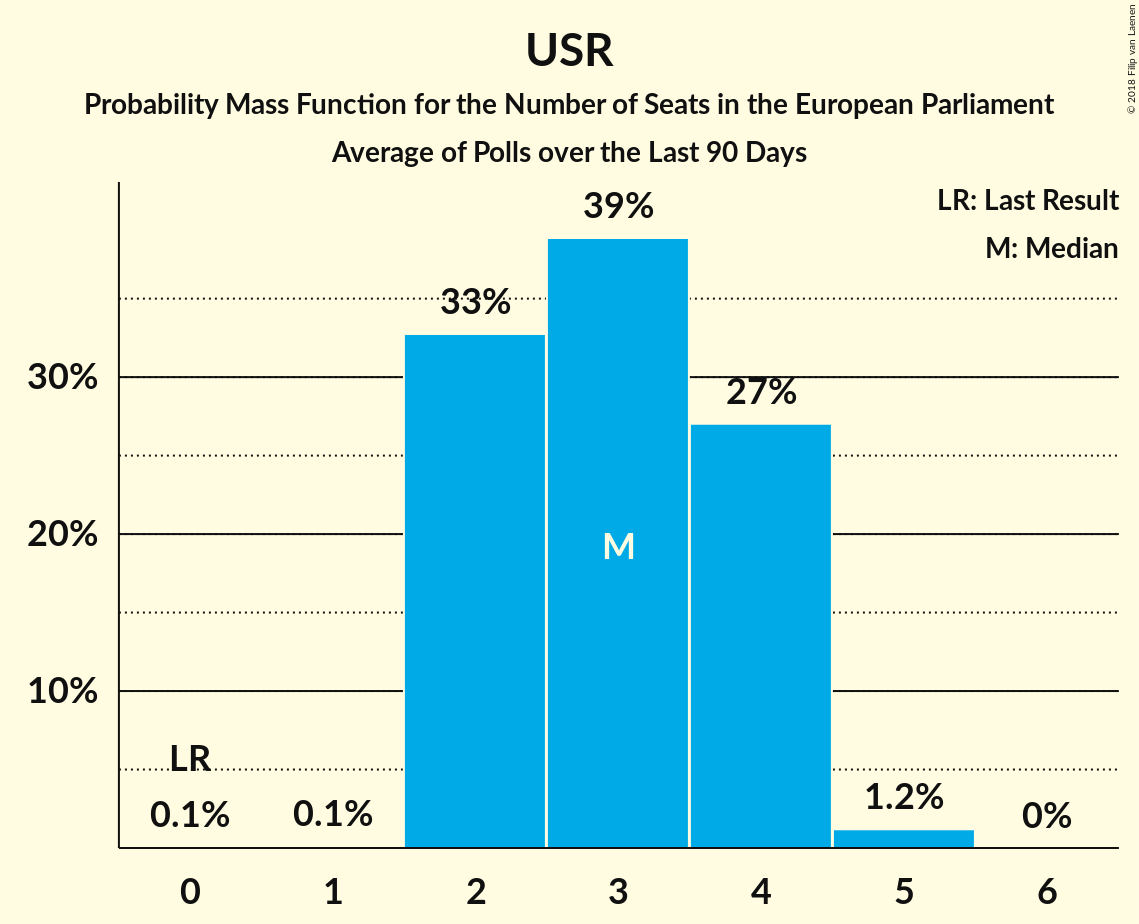 USR
Probability Mass Function for the Number of Seats in the European Parliament
Average of Polls over the Last 90 Days
© 2018 Filip van Laenen
LR: Last Result
M: Median
39%
33%
30%
27%
20%
M
10%
LR
0.1%
0.1%
1.2%
0%
0 1 2 3 4 5 6